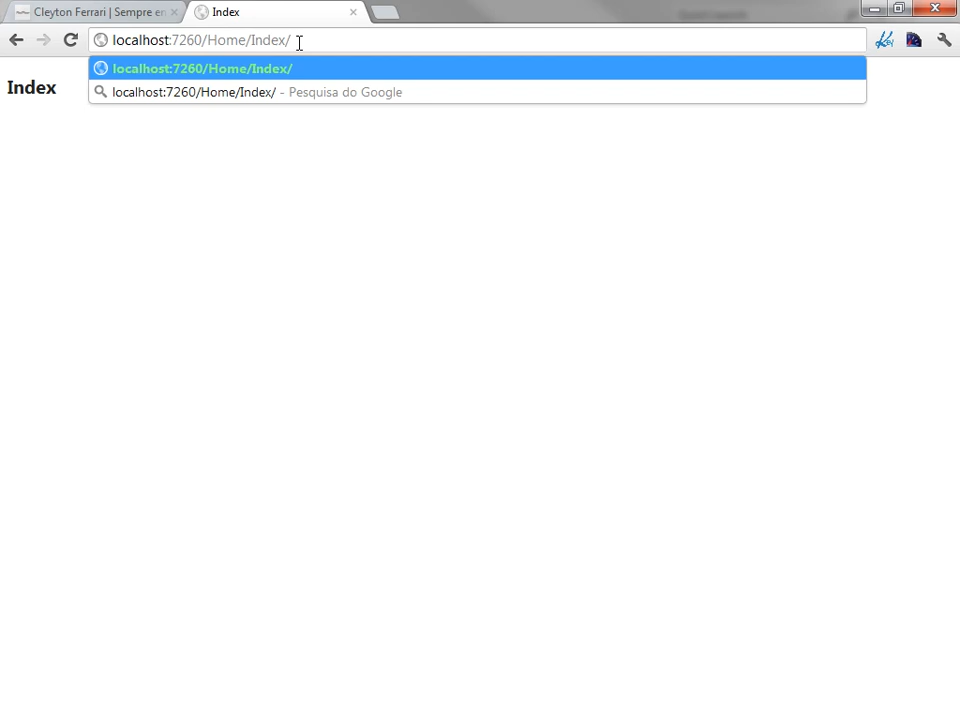 Cleyton Ferrari | Sempre en
Index
localhost:7260/Home/Index/
localhost:7260/Home/Index/
localhost:7260/Home/Index/ - Pesquisa do Google
Index